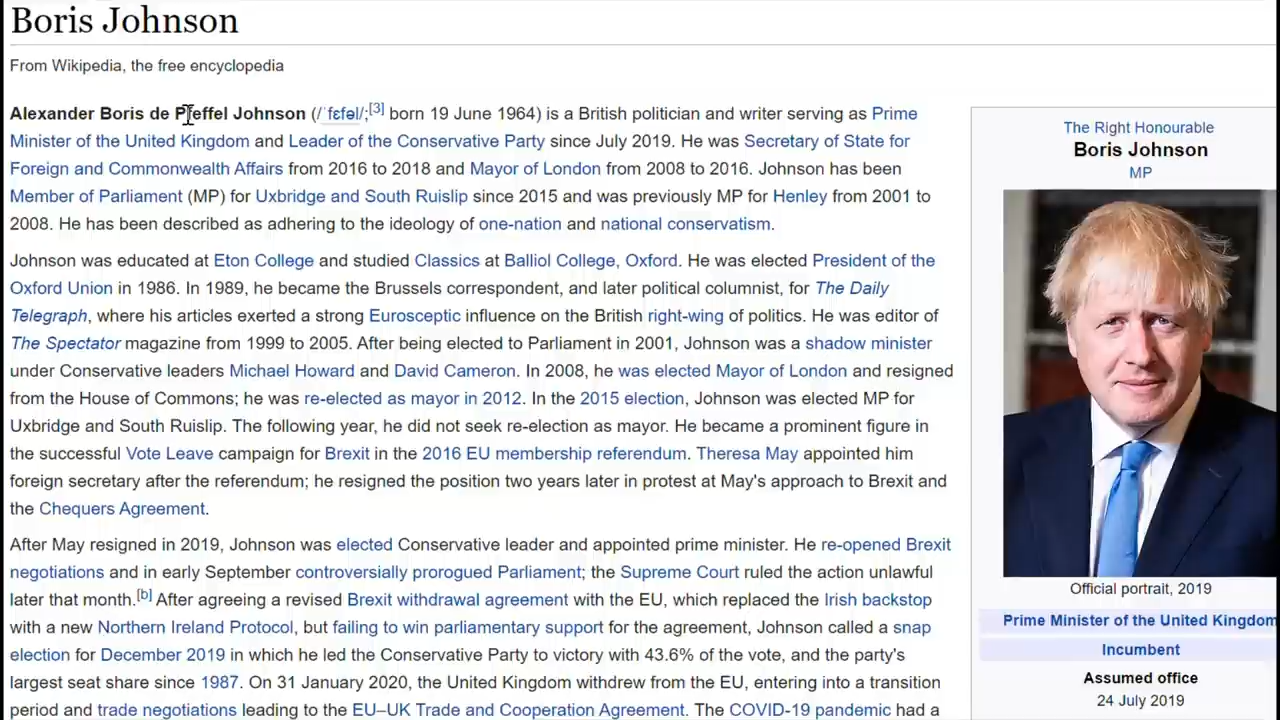 Boris Johnson
From Wikipedia, the free encyclopedia
Alexander Boris de Pfeffel Johnson (/ˈfɛfəl/;[3] born 19 June 1964) is a British politician and writer serving as Prime
Minister of the United Kingdom and Leader of the Conservative Party since July 2019. He was Secretary of State for
Foreign and Commonwealth Affairs from 2016 to 2018 and Mayor of London from 2008 to 2016. Johnson has been
Member of Parliament (MP) for Uxbridge and South Ruislip since 2015 and was previously MP for Henley from 2001 to
2008. He has been described as adhering to the ideology of one-nation and national conservatism.
Johnson was educated at Eton College and studied Classics at Balliol College, Oxford. He was elected President of the
Oxford Union in 1986. In 1989, he became the Brussels correspondent, and later political columnist, for The Daily
Telegraph, where his articles exerted a strong Eurosceptic influence on the British right-wing of politics. He was editor of
The Spectator magazine from 1999 to 2005. After being elected to Parliament in 2001, Johnson was a shadow minister
under Conservative leaders Michael Howard and David Cameron. In 2008, he was elected Mayor of London and resigned
from the House of Commons; he was re-elected as mayor in 2012. In the 2015 election, Johnson was elected MP for
Uxbridge and South Ruislip. The following year, he did not seek re-election as mayor. He became a prominent figure in
the successful Vote Leave campaign for Brexit in the 2016 EU membership referendum. Theresa May appointed him
foreign secretary after the referendum; he resigned the position two years later in protest at May's approach to Brexit and
the Chequers Agreement.
After May resigned in 2019, Johnson was elected Conservative leader and appointed prime minister. He re-opened Brexit
negotiations and in early September controversially prorogued Parliament; the Supreme Court ruled the action unlawful
later that month.[b] After agreeing a revised Brexit withdrawal agreement with the EU, which replaced the Irish backstop
with a new Northern Ireland Protocol, but failing to win parliamentary support for the agreement, Johnson called a snap
election for December 2019 in which he led the Conservative Party to victory with 43.6% of the vote, and the party's
largest seat share since 1987. On 31 January 2020, the United Kingdom withdrew from the EU, entering into a transition
period and trade negotiations leading to the EU–UK Trade and Cooperation Agreement. The COVID-19 pandemic had a
The Right Honourable
Boris Johnson
MP
Official portrait, 2019
Prime Minister of the United Kingdom
Incumbent
Assumed office
24 July 2019